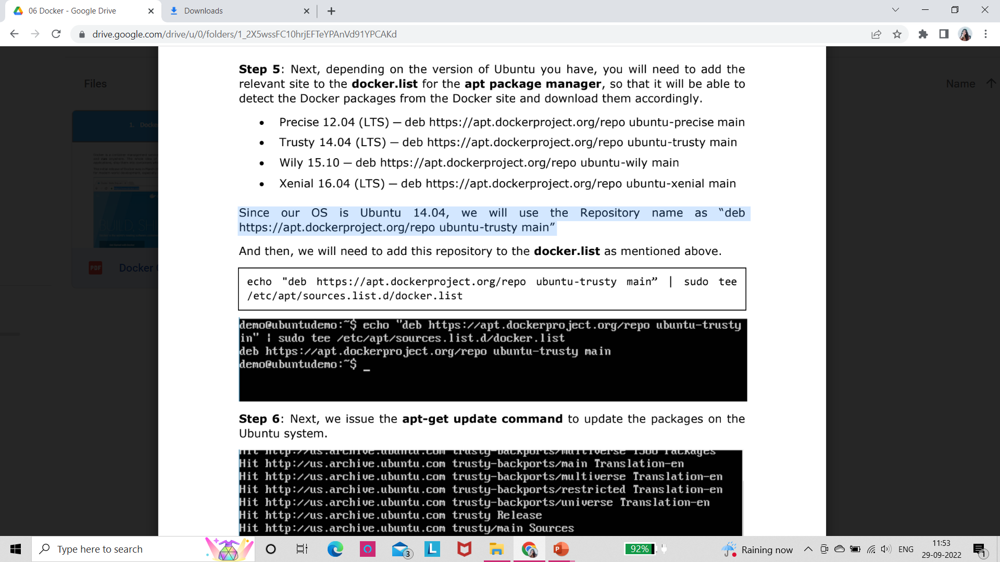 06 Docker - Google Drive
Downloads
drive.google.com/drive/u/0/folders/1_2X5wssFC10hrjEFTeYPAnVd91YPCAKd
Files
Name
1. Docke
PDF
Docker
Step 5: Next, depending on the version of Ubuntu you have, you will need to add the
relevant site to the docker.list for the apt package manager, so that it will be able to
detect the Docker packages from the Docker site and download them accordingly.
• Precise 12.04 (LTS) — deb https://apt.dockerproject.org/repo ubuntu-precise main
• Trusty 14.04 (LTS) — deb https://apt.dockerproject.org/repo ubuntu-trusty main
• Wily 15.10 — deb https://apt.dockerproject.org/repo ubuntu-wily main
• Xenial 16.04 (LTS) — deb https://apt.dockerproject.org/repo ubuntu-xenial main
Since our OS is Ubuntu 14.04, we will use the Repository name as “deb
https://apt.dockerproject.org/repo ubuntu-trusty main”
And then, we will need to add this repository to the docker.list as mentioned above.
echo "deb https://apt.dockerproject.org/repo ubuntu-trusty main” | sudo tee
/etc/apt/sources.list.d/docker.list
demo@ubuntudemo:~$ echo "deb https://apt.dockerproject.org/repo ubuntu-trusty
in" | sudo tee /etc/apt/sources.list.d/docker.list
deb https://apt.dockerproject.org/repo ubuntu-trusty main
demo@ubuntudemo:~$ _
Step 6: Next, we issue the apt-get update command to update the packages on the
Ubuntu system.
Hit http://us.archive.ubuntu.com trusty-backports/multiverse i386 Packages
Hit http://us.archive.ubuntu.com trusty-backports/main Translation-en
Hit http://us.archive.ubuntu.com trusty-backports/multiverse Translation-en
Hit http://us.archive.ubuntu.com trusty-backports/restricted Translation-en
Hit http://us.archive.ubuntu.com trusty-backports/universe Translation-en
Hit http://us.archive.ubuntu.com trusty Release
Hit http://us.archive.ubuntu.com trusty/main Sources
Type here to search
3
L
P
92%
Raining now
ENG
11:53
29-09-2022
1